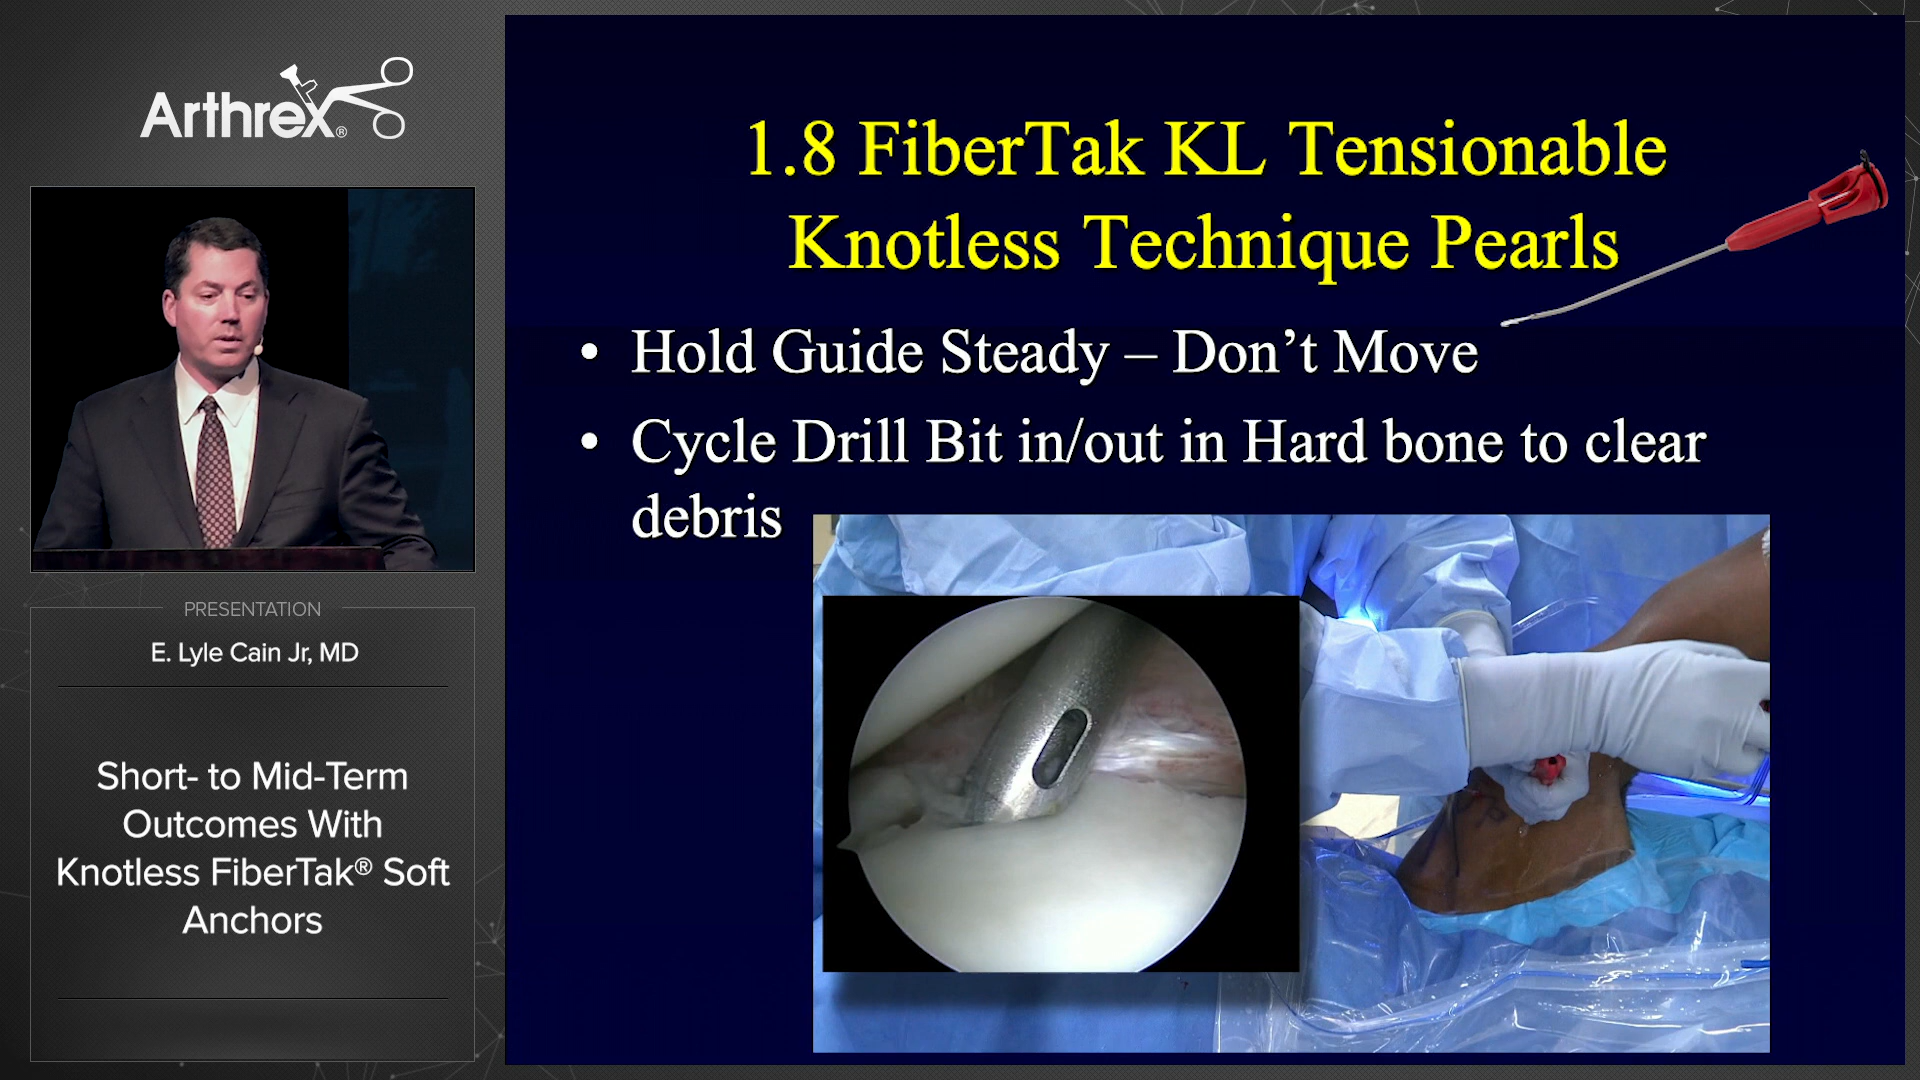 Arthrex®
PRESENTATION
E. Lyle Cain Jr, MD
Short- to Mid-Term
Outcomes With
Knotless FiberTak® Soft
Anchors
1.8 FiberTak KL Tensionable
Knotless Technique Pearls
• Hold Guide Steady – Don’t Move
• Cycle Drill Bit in/out in Hard bone to clear
debris